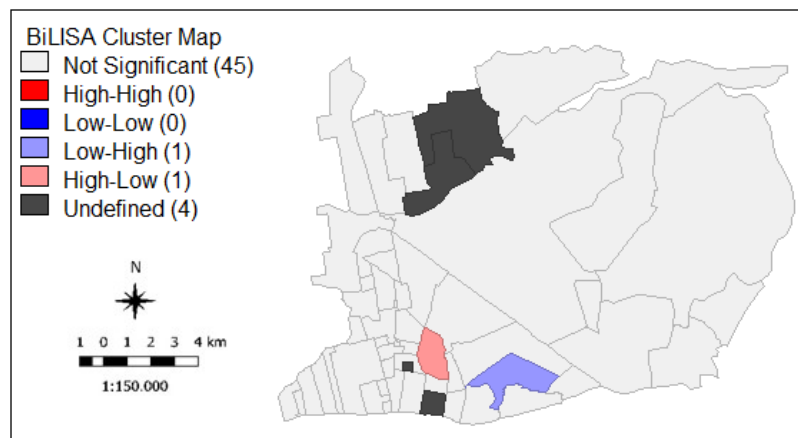 BiLISA Cluster Map
Not Significant (45)
High-High (0)
Low-Low (0)
Low-High (1)
High-Low (1)
Undefined (4)
N
1 0 1 2 3 4 km
1:150.000